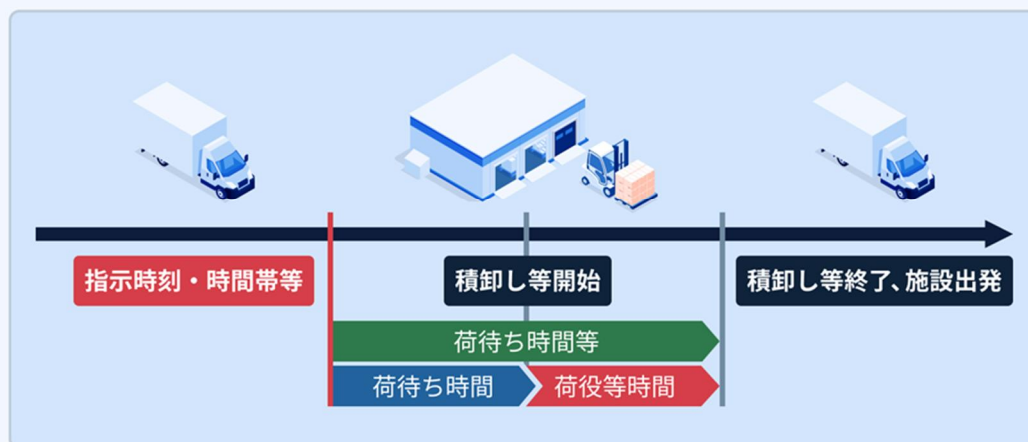 指示時刻・時間帯等
積卸し等開始
積卸し等終了、施設出発
荷待ち時間等
荷待ち時間
荷役等時間